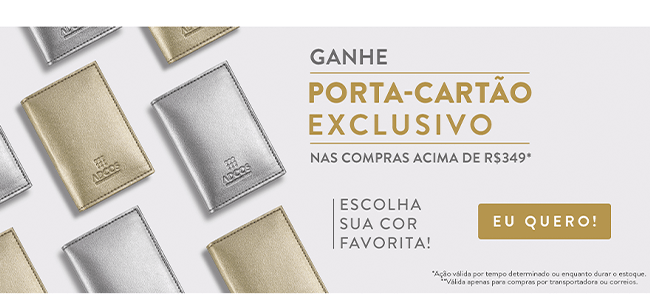 GANHE
PORTA-CARTÃO
EXCLUSIVO
NAS COMPRAS ACIMA DE R$349*
ESCOLHA
SUA COR
FAVORITA!
EU QUERO!
ADCOS
ADCOS
*Ação válida por tempo determinado ou enquanto durar o estoque.
**Válida apenas para compras por transportadora ou correios.